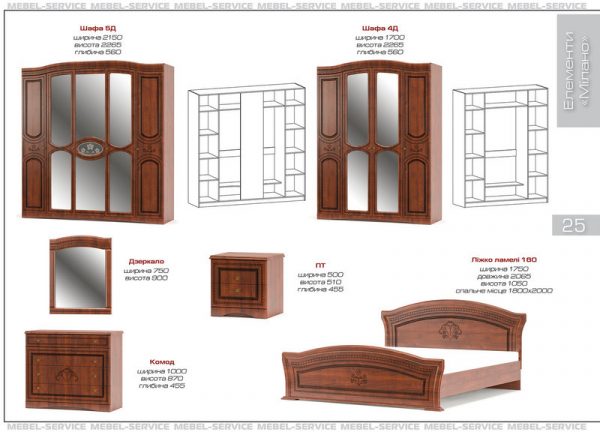 MEBEL-SERVICE MEBEL-SERVICE MEBEL-SERVICE MEBEL-SERVICE MEBEL-SERVICE MEBEL-SERVICE MEBEL-SERVICE
Шафа 5Д
ширина 2150
висота 2265
глибина 560
Шафа 4Д
ширина 1700
висота 2265
глибина 560
Елементи
«Мілано»
25
Дзеркало
ширина 750
висота 900
ПТ
ширина 500
висота 510
глибина 455
Ліжко ламелі 160
ширина 1750
довжина 2065
висота 1050
спальне місце 1600х2000
Комод
ширина 1000
висота 870
глибина 455
MEBEL-SERVICE MEBEL-SERVICE MEBEL-SERVICE MEBEL-SERVICE MEBEL-SERVICE MEBEL-SERVICE MEBEL-SERVICE